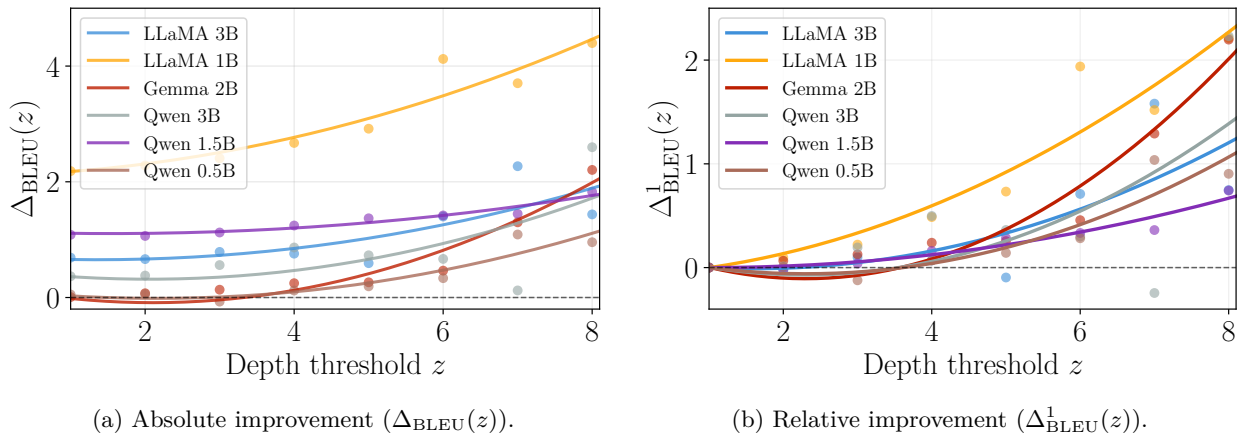 LLaMA 3B
LLaMA 1B
Gemma 2B
Qwen 3B
Qwen 1.5B
Qwen 0.5B
Δ_BLEU(z)
0
2
4
2
4
6
8
Depth threshold z
(a) Absolute improvement (Δ_BLEU(z)).
LLaMA 3B
LLaMA 1B
Gemma 2B
Qwen 3B
Qwen 1.5B
Qwen 0.5B
Δ¹_BLEU(z)
0
1
2
2
4
6
8
Depth threshold z
(b) Relative improvement (Δ¹_BLEU(z)).